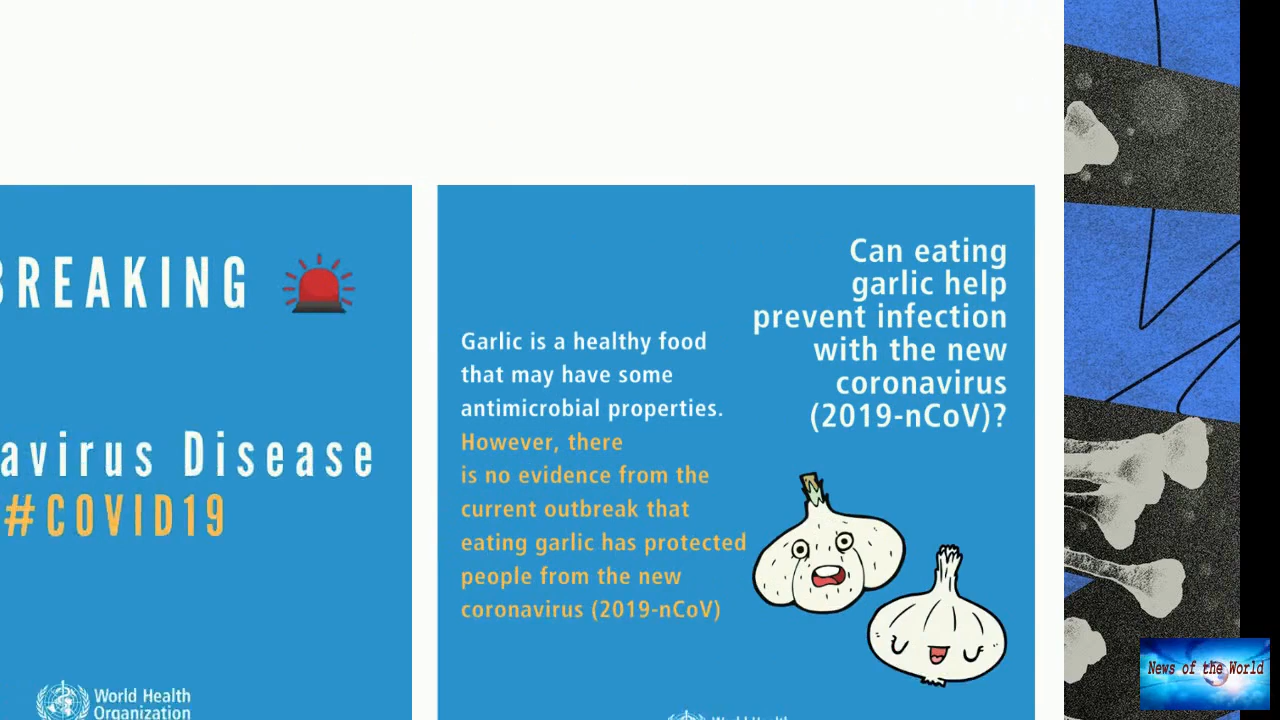 BREAKING
avirus Disease
#COVID19
World Health
Organization
Can eating
garlic help
prevent infection
with the new
coronavirus
(2019-nCoV)?
Garlic is a healthy food
that may have some
antimicrobial properties.
However, there
is no evidence from the
current outbreak that
eating garlic has protected
people from the new
coronavirus (2019-nCoV)
World Health
News of the World